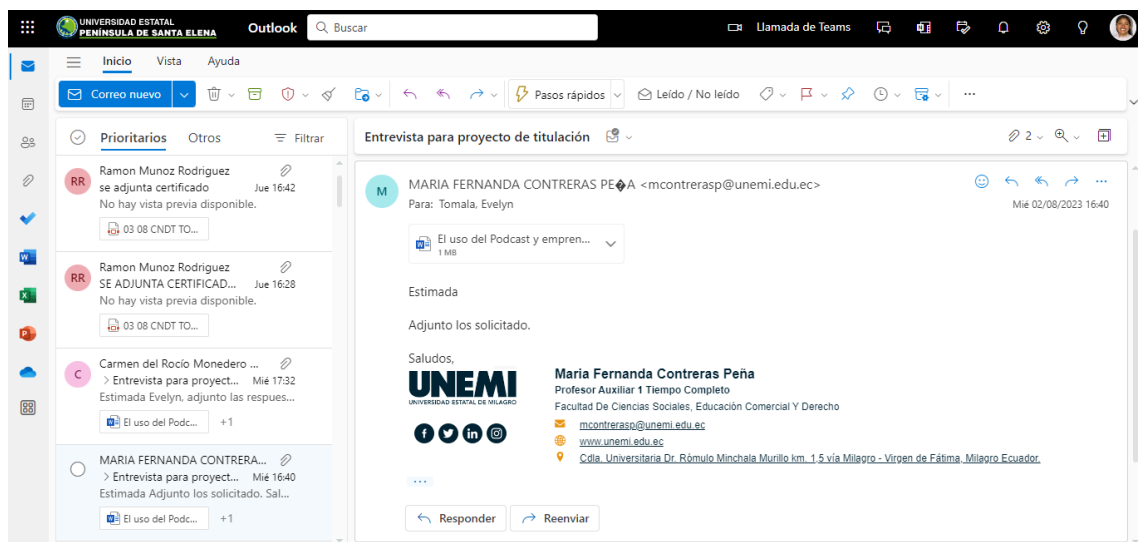 UNIVERSIDAD ESTATAL
PENÍNSULA DE SANTA ELENA
Outlook
Buscar
Llamada de Teams
Inicio Vista Ayuda
Correo nuevo
Pasos rápidos
Leído / No leído
Prioritarios Otros Filtrar
RR
Ramon Munoz Rodriguez
se adjunta certificado Jue 16:42
No hay vista previa disponible.
03 08 CNDT TO...
RR
Ramon Munoz Rodriguez
SE ADJUNTA CERTIFICAD... Jue 16:28
No hay vista previa disponible.
03 08 CNDT TO...
C
Carmen del Rocío Monedero ...
> Entrevista para proyect... Mié 17:32
Estimada Evelyn, adjunto las respues...
El uso del Podc... +1
MARIA FERNANDA CONTRERA...
> Entrevista para proyect... Mié 16:40
Estimada Adjunto los solicitado. Sal...
El uso del Podc... +1
Entrevista para proyecto de titulación
2
M
MARIA FERNANDA CONTRERAS PE�A <mcontrerasp@unemi.edu.ec>
Para: Tomala, Evelyn
Mié 02/08/2023 16:40
El uso del Podcast y empren...
1 MB
Estimada
Adjunto los solicitado.
Saludos,
UNEMI
UNIVERSIDAD ESTATAL DE MILAGRO
Maria Fernanda Contreras Peña
Profesor Auxiliar 1 Tiempo Completo
Facultad De Ciencias Sociales, Educación Comercial Y Derecho
mcontrerasp@unemi.edu.ec
www.unemi.edu.ec
Cdla. Universitaria Dr. Rómulo Minchala Murillo km. 1,5 vía Milagro - Virgen de Fátima, Milagro Ecuador.
...
Responder
Reenviar